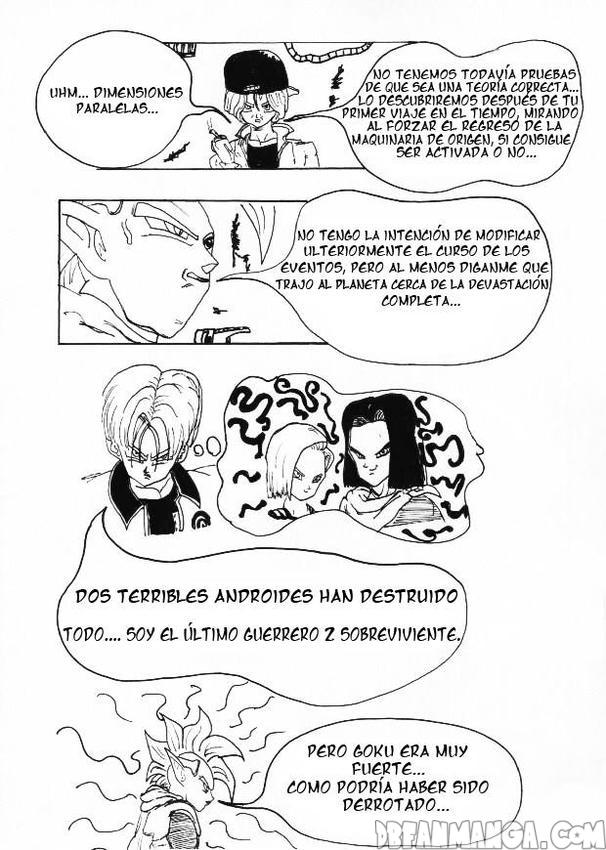 UHM... DIMENSIONES
PARALELAS...
NO TENEMOS TODAVÍA PRUEBAS
DE QUE SEA UNA TEORÍA CORRECTA...
...LO DESCUBRIREMOS DESPUÉS DE TU
PRIMER VIAJE EN EL TIEMPO, MIRANDO
AL FORZAR EL REGRESO DE LA
MAQUINARIA DE ORIGEN, SI CONSIGUE
SER ACTIVADA O NO...
NO TENGO LA INTENCIÓN DE MODIFICAR
ULTERIORMENTE EL CURSO DE LOS
EVENTOS, PERO AL MENOS DIGANME QUE
TRAJO AL PLANETA CERCA DE LA DEVASTACIÓN
COMPLETA...
DOS TERRIBLES ANDROIDES HAN DESTRUIDO
TODO.... SOY EL ÚLTIMO GUERRERO Z SOBREVIVIENTE.
PERO GOKU ERA MUY
FUERTE...
COMO PODRÍA HABER SIDO
DERROTADO...
DBFANMANGA.COM